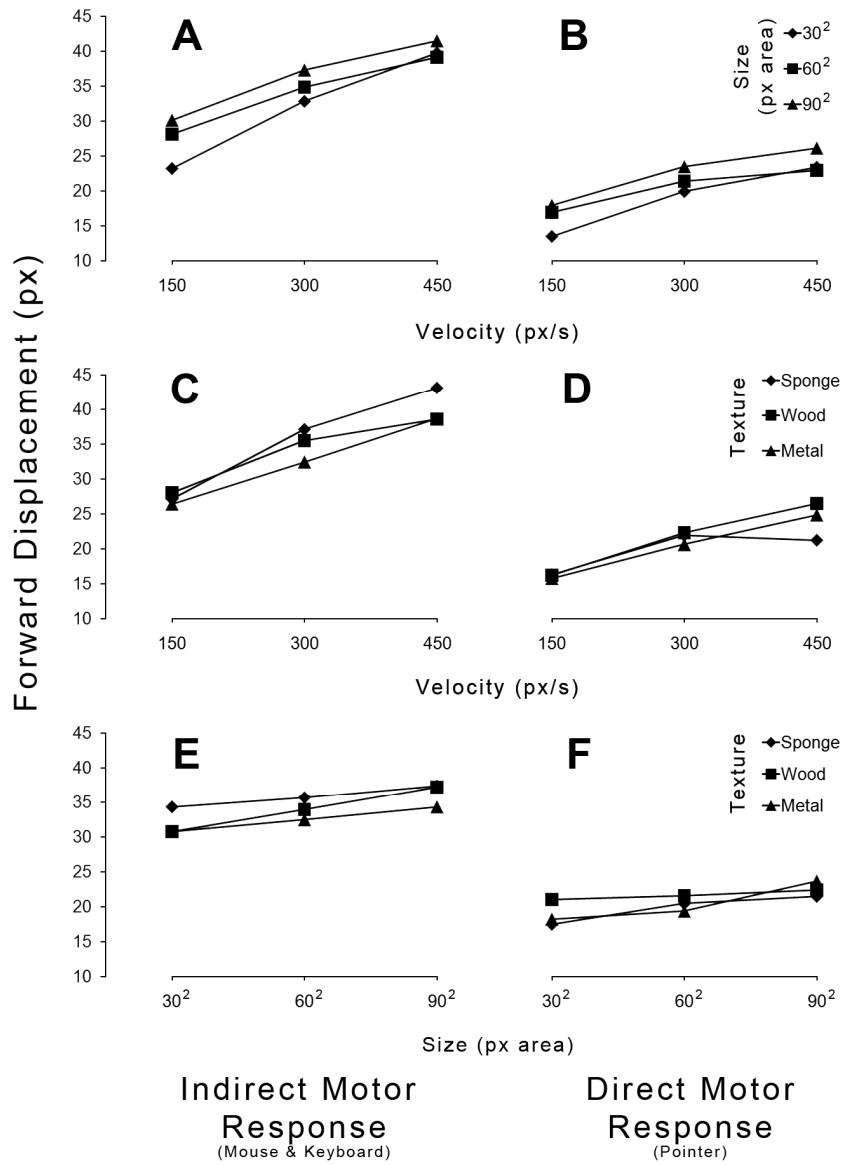 Forward Displacement (px)
A
45
40
35
30
25
20
15
10
150 300 450
B
Size
(px area)
30²
60²
90²
150 300 450
Velocity (px/s)
C
45
40
35
30
25
20
15
10
150 300 450
D
Texture
Sponge
Wood
Metal
150 300 450
Velocity (px/s)
E
45
40
35
30
25
20
15
10
30² 60² 90²
F
Texture
Sponge
Wood
Metal
30² 60² 90²
Size (px area)
Indirect Motor
Response
(Mouse & Keyboard)
Direct Motor
Response
(Pointer)